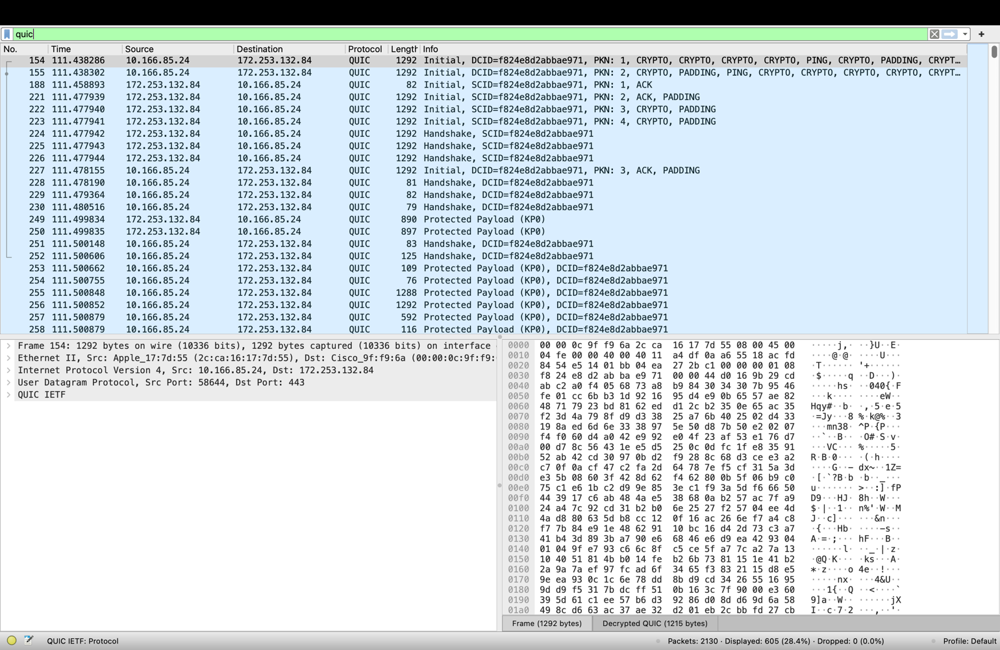 quic
No. Time Source Destination Protocol Length Info
154 111.438286 10.166.85.24 172.253.132.84 QUIC 1292 Initial, DCID=f824e8d2abbae971, PKN: 1, CRYPTO, CRYPTO, CRYPTO, CRYPTO, PING, CRYPTO, PADDING, CRYPT…
155 111.438302 10.166.85.24 172.253.132.84 QUIC 1292 Initial, DCID=f824e8d2abbae971, PKN: 2, CRYPTO, PADDING, PING, CRYPTO, CRYPTO, CRYPTO, CRYPTO, CRYPT…
188 111.458893 172.253.132.84 10.166.85.24 QUIC 82 Initial, SCID=f824e8d2abbae971, PKN: 1, ACK
221 111.477939 172.253.132.84 10.166.85.24 QUIC 1292 Initial, SCID=f824e8d2abbae971, PKN: 2, ACK, PADDING
222 111.477940 172.253.132.84 10.166.85.24 QUIC 1292 Initial, SCID=f824e8d2abbae971, PKN: 3, CRYPTO, PADDING
223 111.477941 172.253.132.84 10.166.85.24 QUIC 1292 Initial, SCID=f824e8d2abbae971, PKN: 4, CRYPTO, PADDING
224 111.477942 172.253.132.84 10.166.85.24 QUIC 1292 Handshake, SCID=f824e8d2abbae971
225 111.477943 172.253.132.84 10.166.85.24 QUIC 1292 Handshake, SCID=f824e8d2abbae971
226 111.477944 172.253.132.84 10.166.85.24 QUIC 1292 Handshake, SCID=f824e8d2abbae971
227 111.478155 10.166.85.24 172.253.132.84 QUIC 1292 Initial, DCID=f824e8d2abbae971, PKN: 3, ACK, PADDING
228 111.478190 10.166.85.24 172.253.132.84 QUIC 81 Handshake, DCID=f824e8d2abbae971
229 111.479364 10.166.85.24 172.253.132.84 QUIC 82 Handshake, DCID=f824e8d2abbae971
230 111.480516 10.166.85.24 172.253.132.84 QUIC 79 Handshake, DCID=f824e8d2abbae971
249 111.499834 172.253.132.84 10.166.85.24 QUIC 890 Protected Payload (KP0)
250 111.499835 172.253.132.84 10.166.85.24 QUIC 897 Protected Payload (KP0)
251 111.500148 10.166.85.24 172.253.132.84 QUIC 83 Handshake, DCID=f824e8d2abbae971
252 111.500606 10.166.85.24 172.253.132.84 QUIC 125 Handshake, DCID=f824e8d2abbae971
253 111.500662 10.166.85.24 172.253.132.84 QUIC 109 Protected Payload (KP0), DCID=f824e8d2abbae971
254 111.500755 10.166.85.24 172.253.132.84 QUIC 76 Protected Payload (KP0), DCID=f824e8d2abbae971
255 111.500848 10.166.85.24 172.253.132.84 QUIC 1288 Protected Payload (KP0), DCID=f824e8d2abbae971
256 111.500852 10.166.85.24 172.253.132.84 QUIC 1292 Protected Payload (KP0), DCID=f824e8d2abbae971
257 111.500879 10.166.85.24 172.253.132.84 QUIC 592 Protected Payload (KP0), DCID=f824e8d2abbae971
258 111.500879 10.166.85.24 172.253.132.84 QUIC 116 Protected Payload (KP0), DCID=f824e8d2abbae971
Frame 154: 1292 bytes on wire (10336 bits), 1292 bytes captured (10336 bits) on interface
Ethernet II, Src: Apple_17:7d:55 (2c:ca:16:17:7d:55), Dst: Cisco_9f:f9:6a (00:00:0c:9f:f9:
Internet Protocol Version 4, Src: 10.166.85.24, Dst: 172.253.132.84
User Datagram Protocol, Src Port: 58644, Dst Port: 443
QUIC IETF
0000 00 00 0c 9f f9 6a 2c ca 16 17 7d 55 08 00 45 00 ·····j,· ··}U··E·
0010 04 fe 00 00 40 00 40 11 a4 df 0a a6 55 18 ac fd ····@·@· ····U···
0020 84 54 e5 14 01 bb 04 ea 27 2b c1 00 00 00 01 08 ·T······ '+······
0030 f8 24 e8 d2 ab ba e9 71 00 00 44 d0 16 9b 29 cd ·$·····q ··D···)·
0040 ab c2 a0 f4 05 68 73 a8 b9 84 30 34 30 7b 95 46 ·····hs· ··040{·F
0050 fe 01 cc 6b b3 1d 92 16 95 d4 e9 0b 65 57 ae 82 ···k···· ····eW··
0060 48 71 79 23 bd 81 62 ed d1 2c b2 35 0e 65 ac 35 Hqy#··b· ·,·5·e·5
0070 f2 3d 4a 79 8f d9 d3 38 25 a7 6b 40 25 02 d4 33 ·=Jy···8 %·k@%··3
0080 19 8a ed 6d 6e 33 38 97 5e 50 d8 7b 50 e2 02 07 ···mn38· ^P·{P···
0090 f4 f0 60 d4 a0 42 e9 92 e0 4f 23 af 53 e1 76 d7 ··`··B·· ·O#·S·v·
00a0 00 d7 8c 56 43 1e e5 d5 25 0c 0d fc 1f e8 35 91 ···VC··· %·····5·
00b0 52 ab 42 cd 30 97 0b d2 f9 28 8c 68 d3 ce e3 a2 R·B·0··· ·(·h····
00c0 c7 0f 0a cf 47 c2 fa 2d 64 78 7e f5 cf 31 5a 3d ····G··- dx~··1Z=
00d0 e3 5b 08 60 3f 42 8d 62 f4 62 80 0b 5f 06 b9 c0 ·[·`?B·b ·b··_···
00e0 75 c1 e6 1b c2 d9 9e 85 3e c1 f9 3a 5d f6 66 50 u······· >··:]·fP
00f0 44 39 17 c6 ab 48 4a e5 38 68 0a b2 57 ac 7f a9 D9···HJ· 8h··W···
0100 24 a4 7c 92 cd 31 b2 b0 6e 25 27 f2 57 04 ee 4d $·|··1·· n%'·W··M
0110 4a d8 80 63 5d b8 cc 12 0f 16 ac 26 6e f7 a4 c8 J··c]··· ···&n···
0120 f7 7b 84 e9 1e 48 62 91 10 bc 16 d4 2d 73 c3 a7 ·{···Hb· ····-s··
0130 41 b4 3d 89 3b a7 90 e6 68 46 e6 d9 ea 42 93 04 A·=·;··· hF···B··
0140 01 04 9f e7 93 c6 6c 8f c5 ce 5f a7 7c a2 7a 13 ······l· ··_·|·z·
0150 10 40 51 81 4b b0 14 fe b2 6b 73 81 15 1e 41 b2 ·@Q·K··· ·ks···A·
0160 2a 9a 7a ef 97 fc ad 6f 34 65 f3 83 21 15 d8 e5 *·z····o 4e··!···
0170 9e ea 93 0c 1c 6e 78 dd 8b d9 cd 34 26 55 16 95 ·····nx· ···4&U··
0180 9d d9 f5 31 7b dc ff 51 0b 16 3c 7f 90 00 e3 60 ···1{··Q ··<····`
0190 39 5d 61 c1 ee 57 b6 d3 92 86 d0 8d d6 9d 6a 58 9]a··W·· ······jX
01a0 49 8c d6 63 ac 37 ae 32 d2 01 eb 2c bb fd 27 cb I··c·7·2 ···,··'·
Frame (1292 bytes) Decrypted QUIC (1215 bytes)
QUIC IETF: Protocol Packets: 2130 · Displayed: 605 (28.4%) · Dropped: 0 (0.0%) Profile: Default